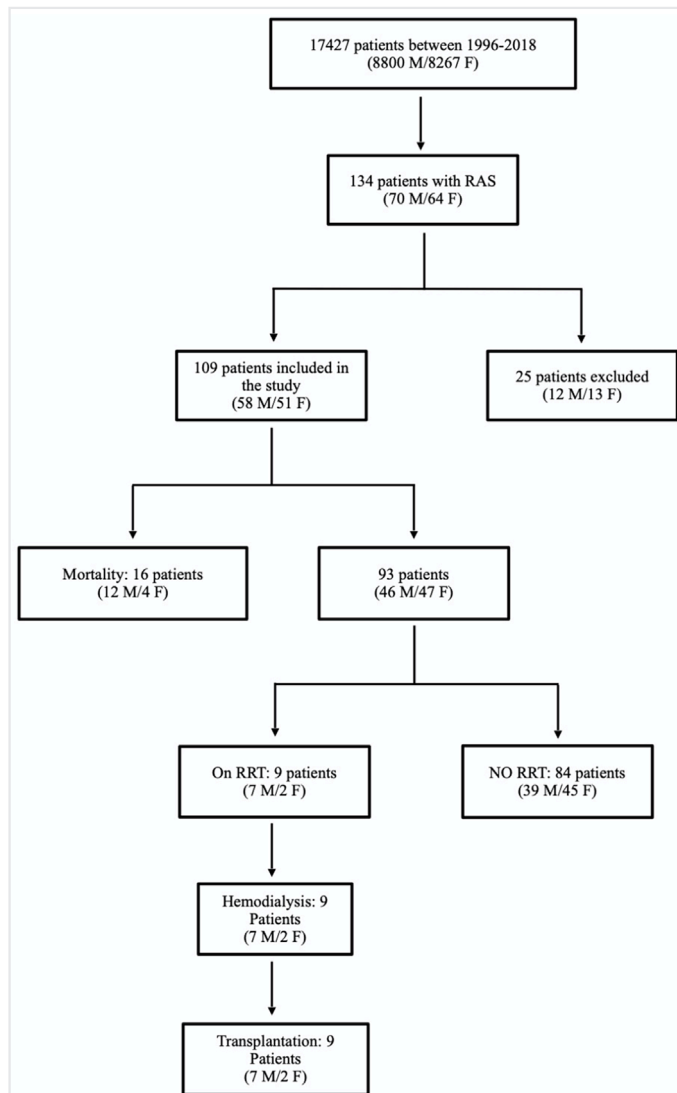 17427 patients between 1996-2018
(8800 M/8267 F)
134 patients with RAS
(70 M/64 F)
109 patients included in
the study
(58 M/51 F)
25 patients excluded
(12 M/13 F)
Mortality: 16 patients
(12 M/4 F)
93 patients
(46 M/47 F)
On RRT: 9 patients
(7 M/2 F)
NO RRT: 84 patients
(39 M/45 F)
Hemodialysis: 9
Patients
(7 M/2 F)
Transplantation: 9
Patients
(7 M/2 F)